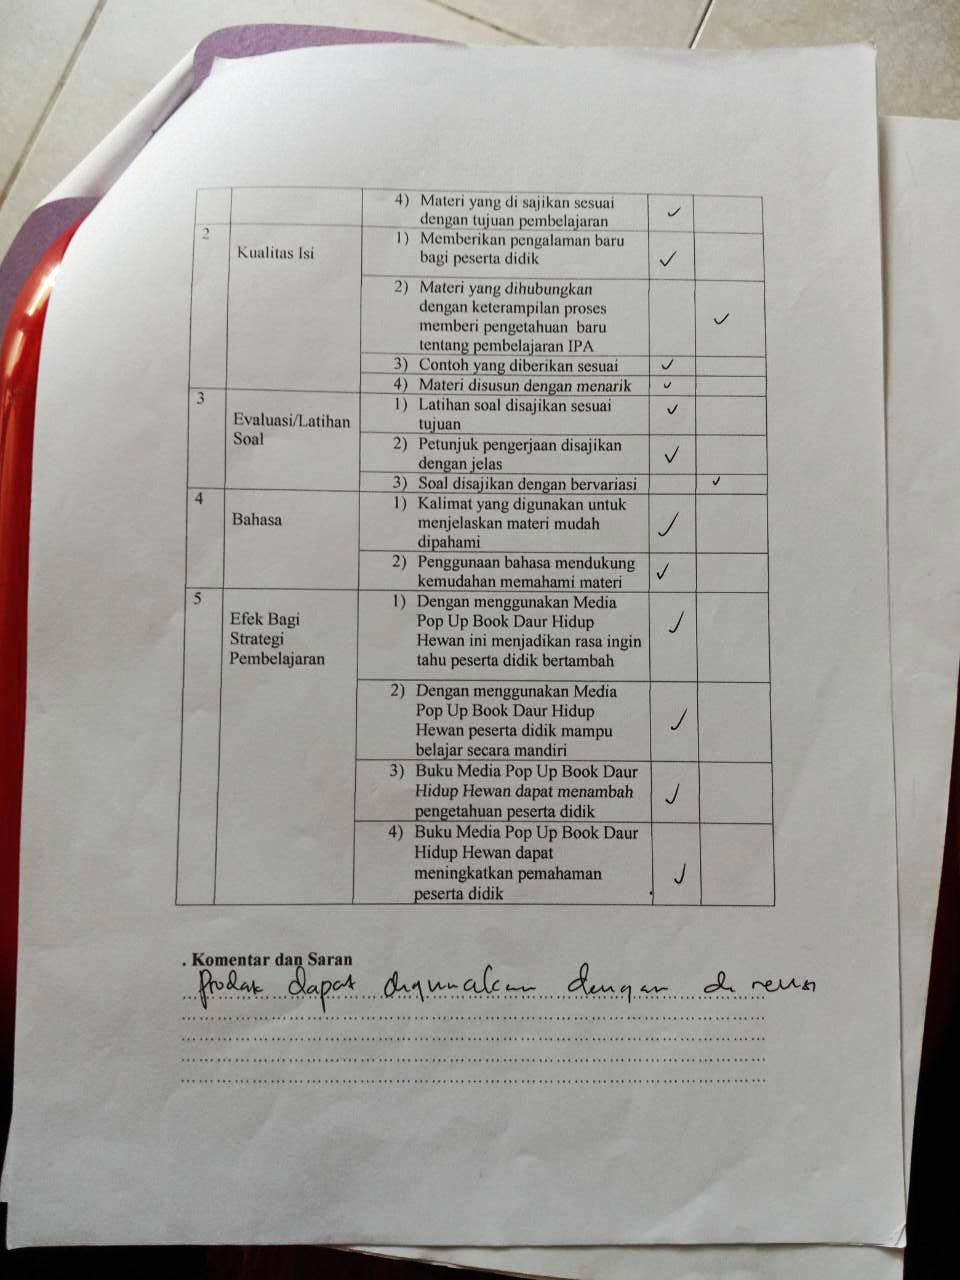 4) Materi yang di sajikan sesuai
dengan tujuan pembelajaran
2
Kualitas Isi
1) Memberikan pengalaman baru
bagi peserta didik
2) Materi yang dihubungkan
dengan keterampilan proses
memberi pengetahuan baru
tentang pembelajaran IPA
3) Contoh yang diberikan sesuai
4) Materi disusun dengan menarik
3
Evaluasi/Latihan
Soal
1) Latihan soal disajikan sesuai
tujuan
2) Petunjuk pengerjaan disajikan
dengan jelas
3) Soal disajikan dengan bervariasi
4
Bahasa
1) Kalimat yang digunakan untuk
menjelaskan materi mudah
dipahami
2) Penggunaan bahasa mendukung
kemudahan memahami materi
5
Efek Bagi
Strategi
Pembelajaran
1) Dengan menggunakan Media
Pop Up Book Daur Hidup
Hewan ini menjadikan rasa ingin
tahu peserta didik bertambah
2) Dengan menggunakan Media
Pop Up Book Daur Hidup
Hewan peserta didik mampu
belajar secara mandiri
3) Buku Media Pop Up Book Daur
Hidup Hewan dapat menambah
pengetahuan peserta didik
4) Buku Media Pop Up Book Daur
Hidup Hewan dapat
meningkatkan pemahaman
peserta didik
. Komentar dan Saran
Prodak dapat digunakan dengan di revisi